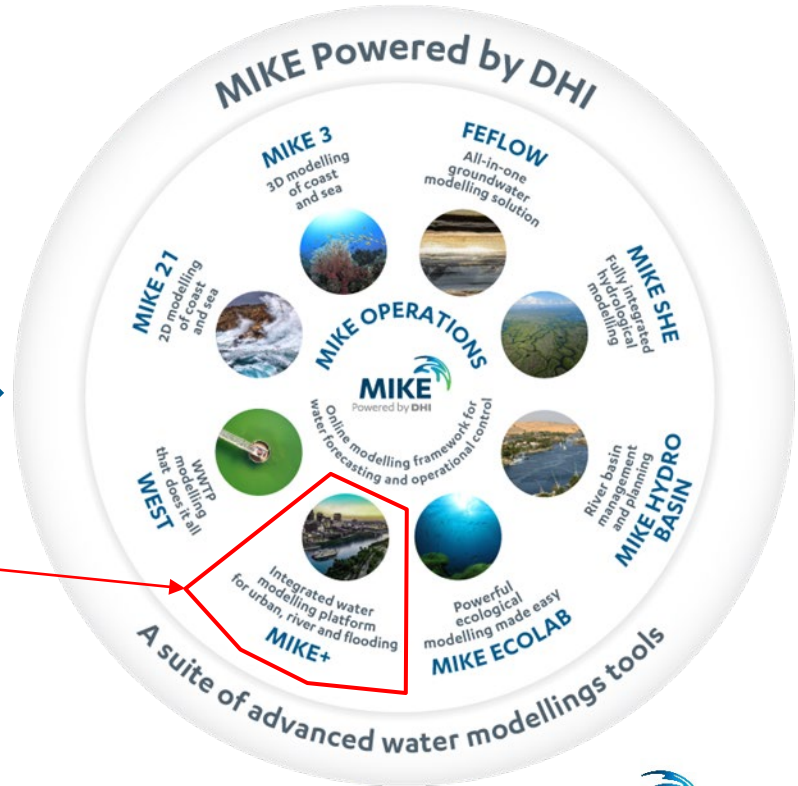 MIKE Powered by DHI
MIKE 3
3D modelling
of coast
and sea
FEFLOW
All-in-one
groundwater
modelling solution
MIKE 21
2D modelling
of coast
and sea
MIKE SHE
Fully integrated
hydrological
modelling
MIKE OPERATIONS
MIKE
Powered by DHI
Online modelling framework for
water forecasting and operational control
WWTP
modelling
that does it all
WEST
River basin
management
and planning
MIKE HYDRO
BASIN
Integrated water
modelling platform
for urban, river and flooding
MIKE+
Powerful
ecological
modelling made easy
MIKE ECOLAB
A suite of advanced water modellings tools